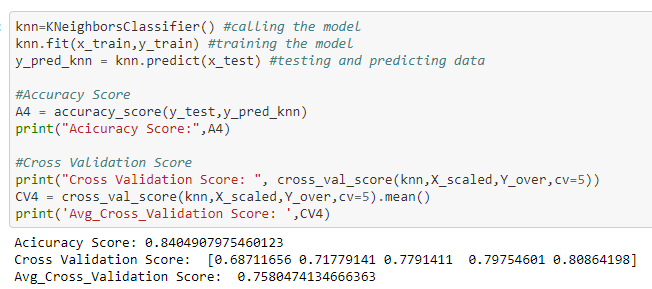 knn=KNeighborsClassifier() #calling the model
knn.fit(x_train,y_train) #training the model
y_pred_knn = knn.predict(x_test) #testing and predicting data
#Accuracy Score
A4 = accuracy_score(y_test,y_pred_knn)
print("Acicuracy Score:",A4)
#Cross Validation Score
print("Cross Validation Score: ", cross_val_score(knn,X_scaled,Y_over,cv=5))
CV4 = cross_val_score(knn,X_scaled,Y_over,cv=5).mean()
print('Avg_Cross_Validation Score: ',CV4)
Acicuracy Score: 0.8404907975460123
Cross Validation Score:  [0.68711656 0.71779141 0.7791411  0.79754601 0.80864198]
Avg_Cross_Validation Score:  0.7580474134666363